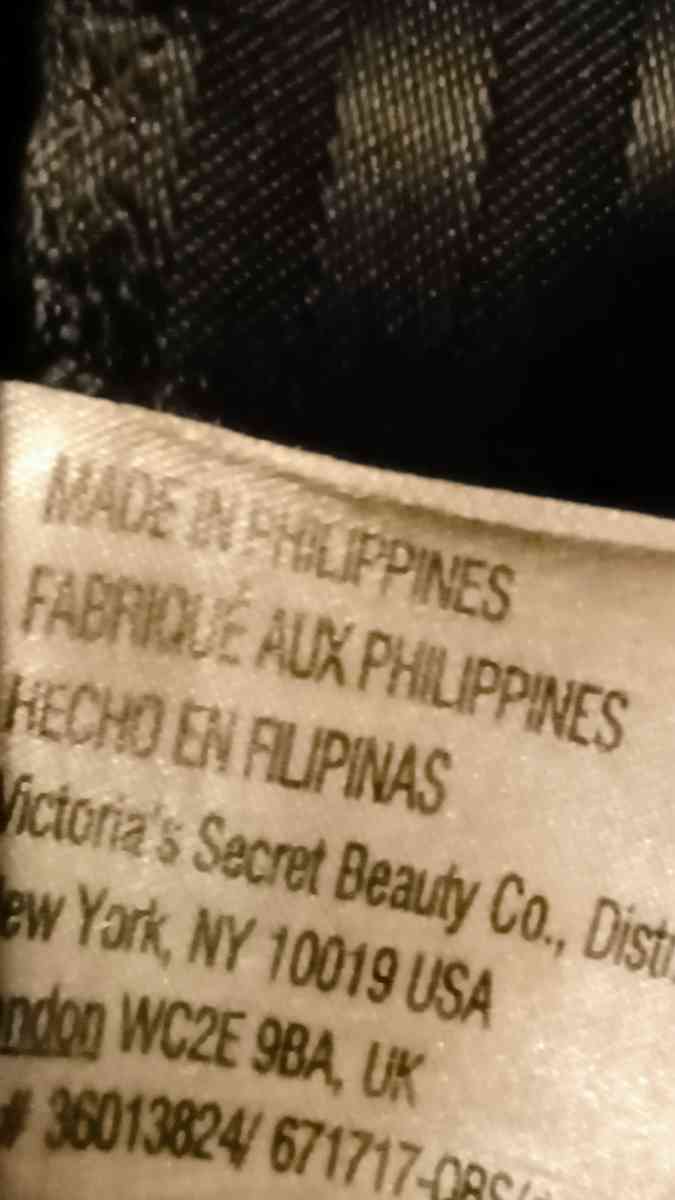 MADE IN PHILIPPINES
FABRIQUÉ AUX PHILIPPINES
HECHO EN FILIPINAS
Victoria's Secret Beauty Co.,
York, NY 10019 USA
WC2E 9BA, UK
# 36013824/ 671717-